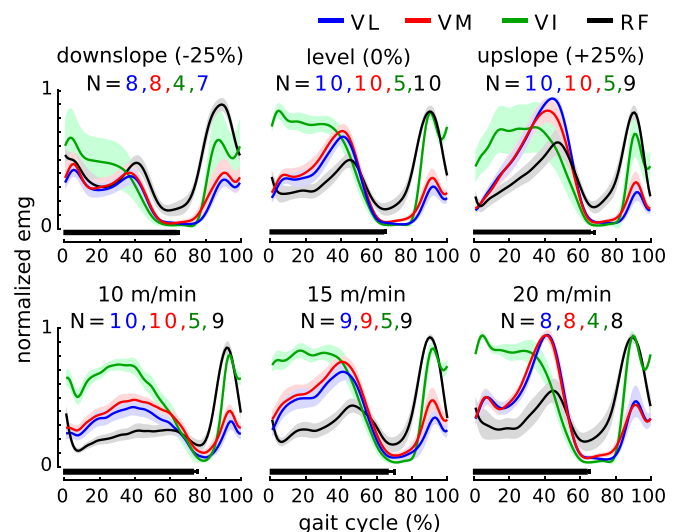 VL VM VI RF
downslope (-25%) level (0%) upslope (+25%)
N=8,8,4,7 N=10,10,5,10 N=10,10,5,9
1
0
0 20 40 60 80 100 0 20 40 60 80 100 0 20 40 60 80 100
normalized emg
10 m/min 15 m/min 20 m/min
N=10,10,5,9 N=9,9,5,9 N=8,8,4,8
1
0
0 20 40 60 80 100 0 20 40 60 80 100 0 20 40 60 80 100
gait cycle (%)